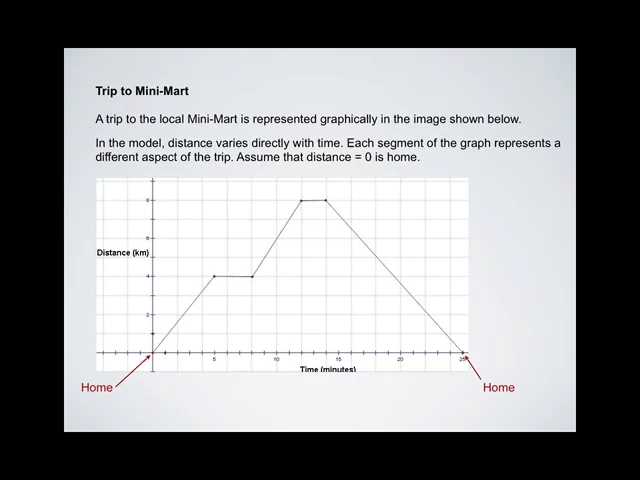 Trip to Mini-Mart
A trip to the local Mini-Mart is represented graphically in the image shown below.
In the model, distance varies directly with time. Each segment of the graph represents a
different aspect of the trip. Assume that distance = 0 is home.
8
6
Distance (km)
4
2
5 10 15 20 25
Time (minutes)
Home Home